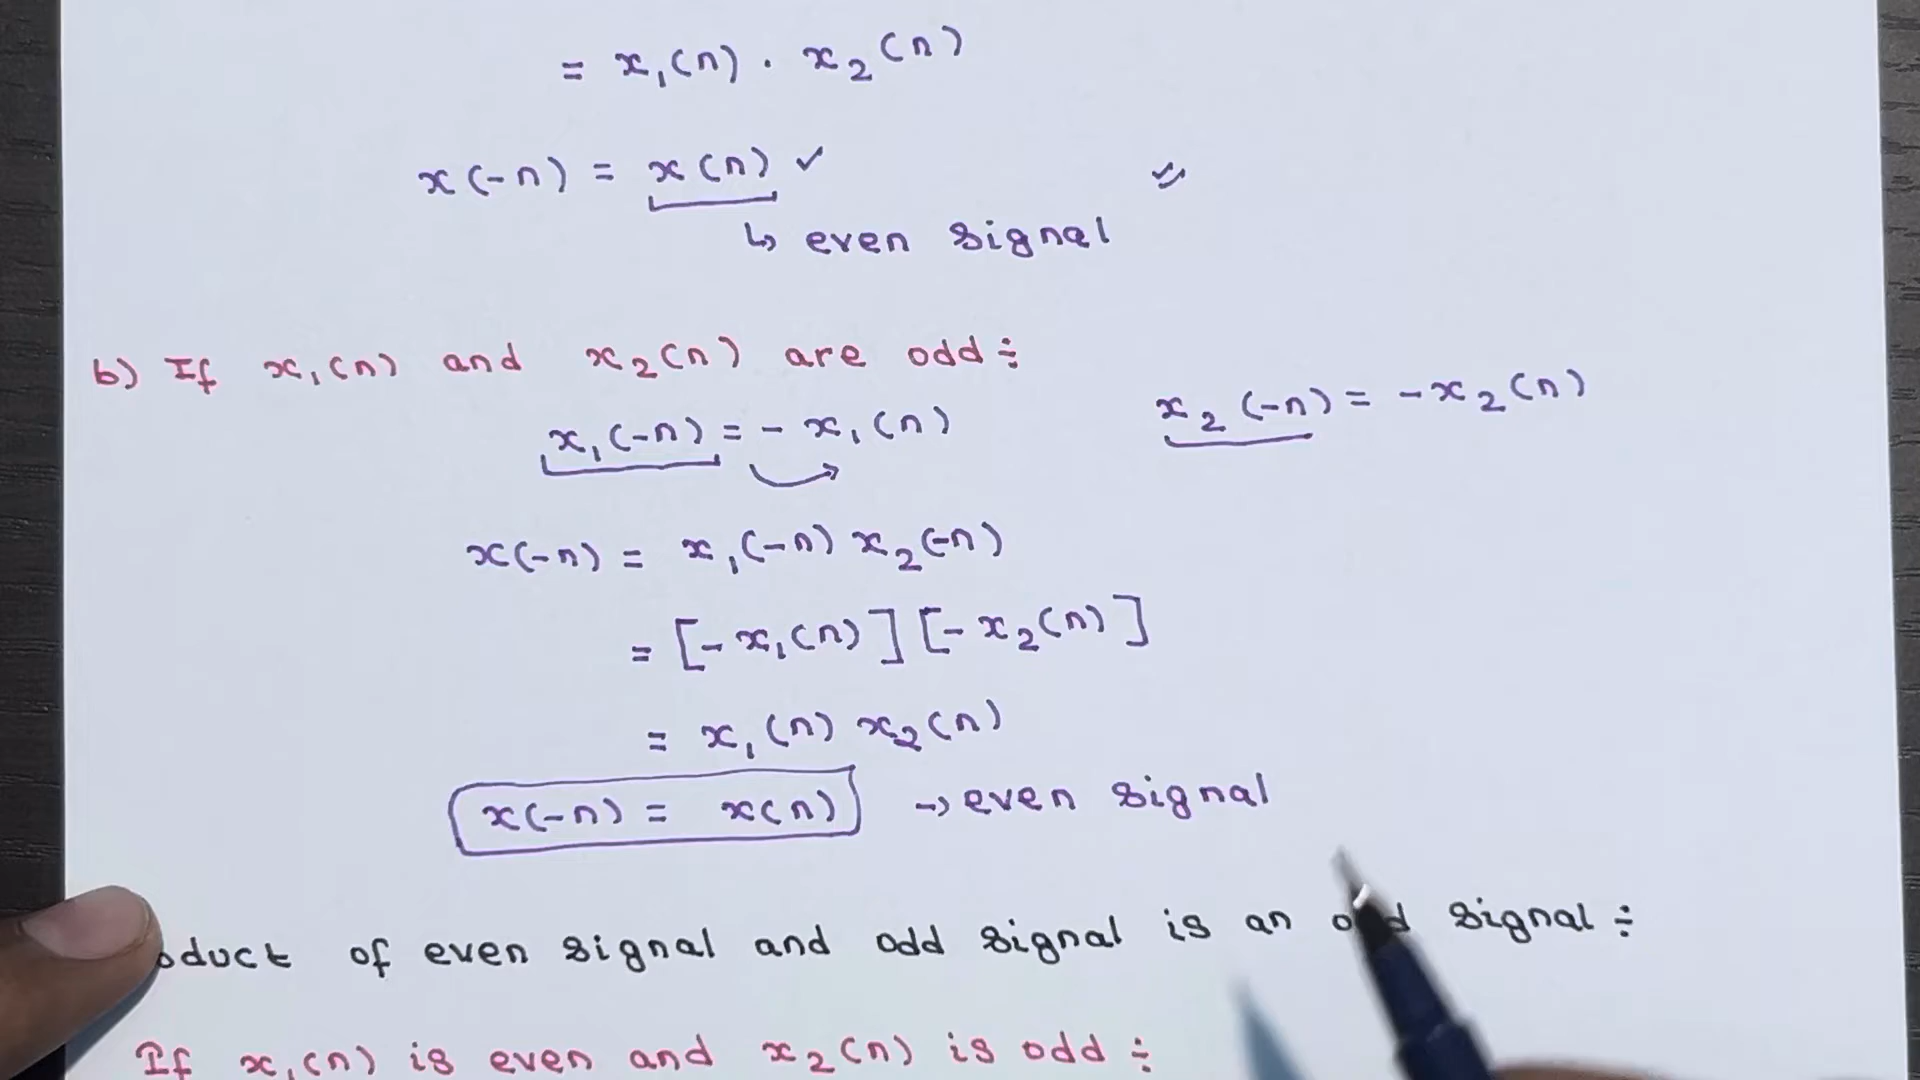 = x₁(n) · x₂(n)
x(-n) = x(n) ✓
↳ even signal
b) If x₁(n) and x₂(n) are odd ÷
x₁(-n) = - x₁(n)
x₂(-n) = -x₂(n)
x(-n) = x₁(-n) x₂(-n)
= [- x₁(n)] [- x₂(n)]
= x₁(n) x₂(n)
x(-n) = x(n) → even signal
of even signal and odd signal is an signal ÷
If x₁(n) is even and x₂(n) is odd ÷